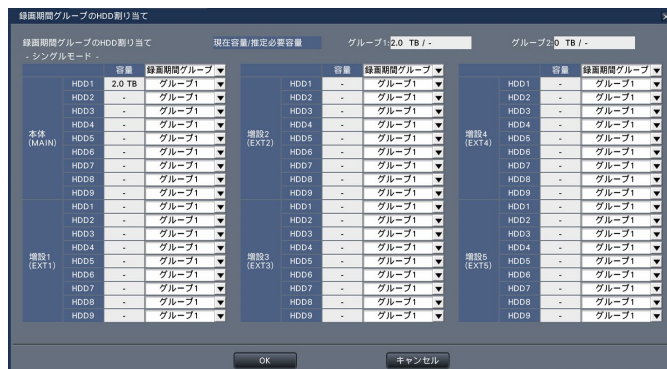 録画期間グループのHDD割り当て
録画期間グループのHDD割り当て 現在容量/推定必要容量 グループ1: 2.0 TB / - グループ2: 0 TB / -
- シングルモード -
容量 録画期間グループ 容量 録画期間グループ 容量 録画期間グループ
本体
(MAIN)
HDD1 2.0 TB グループ1
HDD2 - グループ1
HDD3 - グループ1
HDD4 - グループ1
HDD5 - グループ1
HDD6 - グループ1
HDD7 - グループ1
HDD8 - グループ1
HDD9 - グループ1
増設1
(EXT1)
HDD1 - グループ1
HDD2 - グループ1
HDD3 - グループ1
HDD4 - グループ1
HDD5 - グループ1
HDD6 - グループ1
HDD7 - グループ1
HDD8 - グループ1
HDD9 - グループ1
増設2
(EXT2)
HDD1 - グループ1
HDD2 - グループ1
HDD3 - グループ1
HDD4 - グループ1
HDD5 - グループ1
HDD6 - グループ1
HDD7 - グループ1
HDD8 - グループ1
HDD9 - グループ1
増設3
(EXT3)
HDD1 - グループ1
HDD2 - グループ1
HDD3 - グループ1
HDD4 - グループ1
HDD5 - グループ1
HDD6 - グループ1
HDD7 - グループ1
HDD8 - グループ1
HDD9 - グループ1
増設4
(EXT4)
HDD1 - グループ1
HDD2 - グループ1
HDD3 - グループ1
HDD4 - グループ1
HDD5 - グループ1
HDD6 - グループ1
HDD7 - グループ1
HDD8 - グループ1
HDD9 - グループ1
増設5
(EXT5)
HDD1 - グループ1
HDD2 - グループ1
HDD3 - グループ1
HDD4 - グループ1
HDD5 - グループ1
HDD6 - グループ1
HDD7 - グループ1
HDD8 - グループ1
HDD9 - グループ1
OK キャンセル